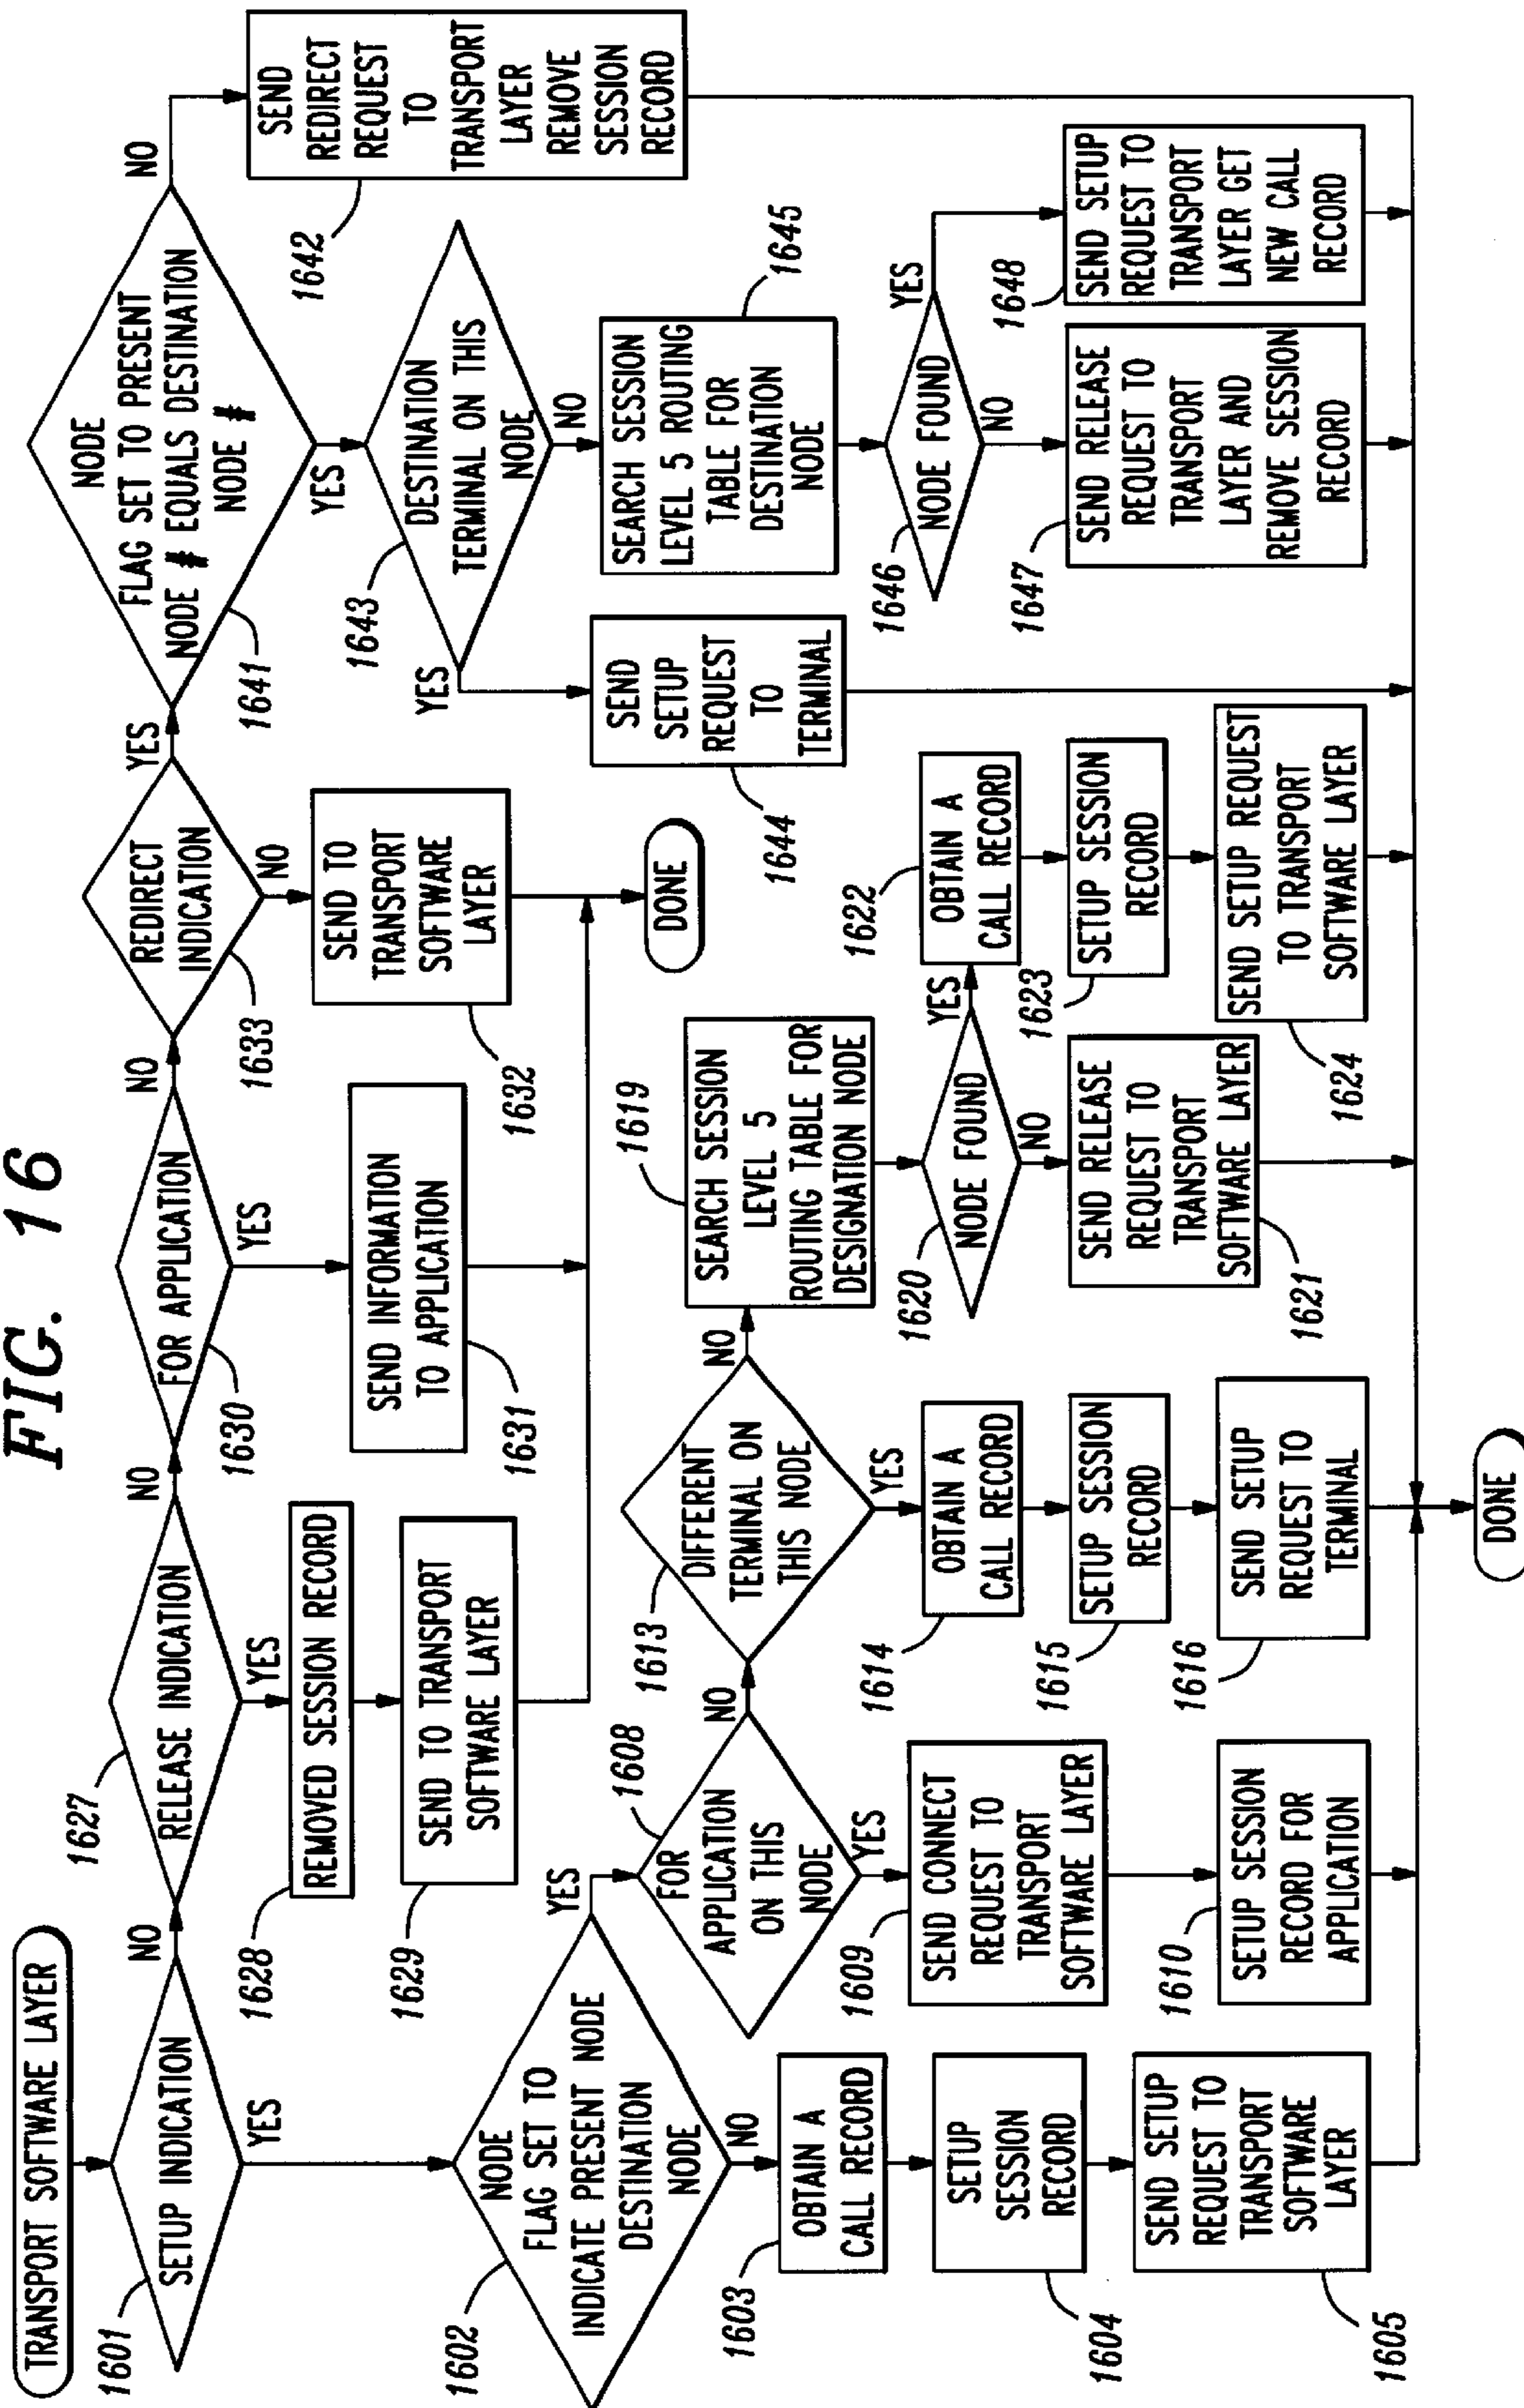 FIG. 16
TRANSPORT SOFTWARE LAYER
1601
SETUP INDICATION
NO
YES
1627
RELEASE INDICATION
NO
YES
1628
REMOVED SESSION RECORD
1629
SEND TO TRANSPORT
SOFTWARE LAYER
1630
FOR APPLICATION
NO
YES
1631
SEND INFORMATION
TO APPLICATION
1633
REDIRECT
INDICATION
YES
NO
1632
SEND TO
TRANSPORT
SOFTWARE
LAYER
DONE
1641
NODE
FLAG SET TO PRESENT
NODE # EQUALS DESTINATION
NODE #
NO
YES
1642
SEND
REDIRECT
REQUEST
TO
TRANSPORT
LAYER REMOVE
SESSION
RECORD
1643
DESTINATION
TERMINAL ON THIS
NODE
YES
NO
1644
SEND
SETUP
REQUEST
TO
TERMINAL
1645
SEARCH SESSION
LEVEL 5 ROUTING
TABLE FOR
DESTINATION
NODE
1646
NODE FOUND
YES
NO
1647
SEND RELEASE
REQUEST TO
TRANSPORT
LAYER AND
REMOVE SESSION
RECORD
1648
SEND SETUP
REQUEST TO
TRANSPORT
LAYER GET
NEW CALL
RECORD
1602
NODE
FLAG SET TO
INDICATE PRESENT NODE
DESTINATION
NODE
YES
NO
1603
OBTAIN A
CALL RECORD
1604
SETUP
SESSION
RECORD
1605
SEND SETUP
REQUEST TO
TRANSPORT
SOFTWARE
LAYER
1608
FOR
APPLICATION
ON THIS
NODE
NO
YES
1609
SEND CONNECT
REQUEST TO
TRANSPORT
SOFTWARE LAYER
1610
SETUP SESSION
RECORD FOR
APPLICATION
1613
DIFFERENT
TERMINAL ON
THIS NODE
NO
YES
1614
OBTAIN A
CALL RECORD
1615
SETUP SESSION
RECORD
1616
SEND SETUP
REQUEST TO
TERMINAL
1619
SEARCH SESSION
LEVEL 5
ROUTING TABLE FOR
DESIGNATION NODE
1620
NODE FOUND
YES
NO
1621
SEND RELEASE
REQUEST TO
TRANSPORT
SOFTWARE LAYER
1622
OBTAIN A
CALL RECORD
1623
SETUP SESSION
RECORD
1624
SEND SETUP REQUEST
TO TRANSPORT
SOFTWARE LAYER
DONE